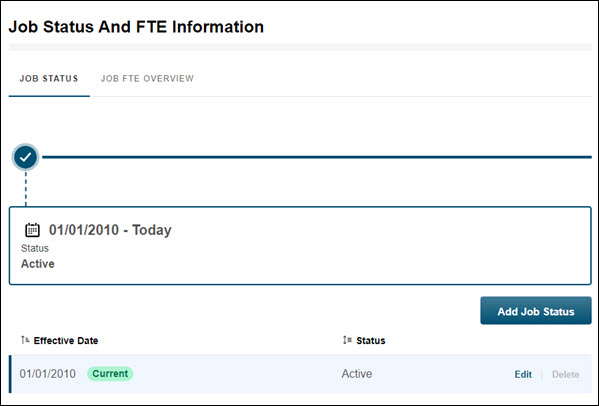 Job Status And FTE Information
JOB STATUS JOB FTE OVERVIEW
01/01/2010 - Today
Status
Active
Add Job Status
Effective Date Status
01/01/2010 Current Active Edit Delete